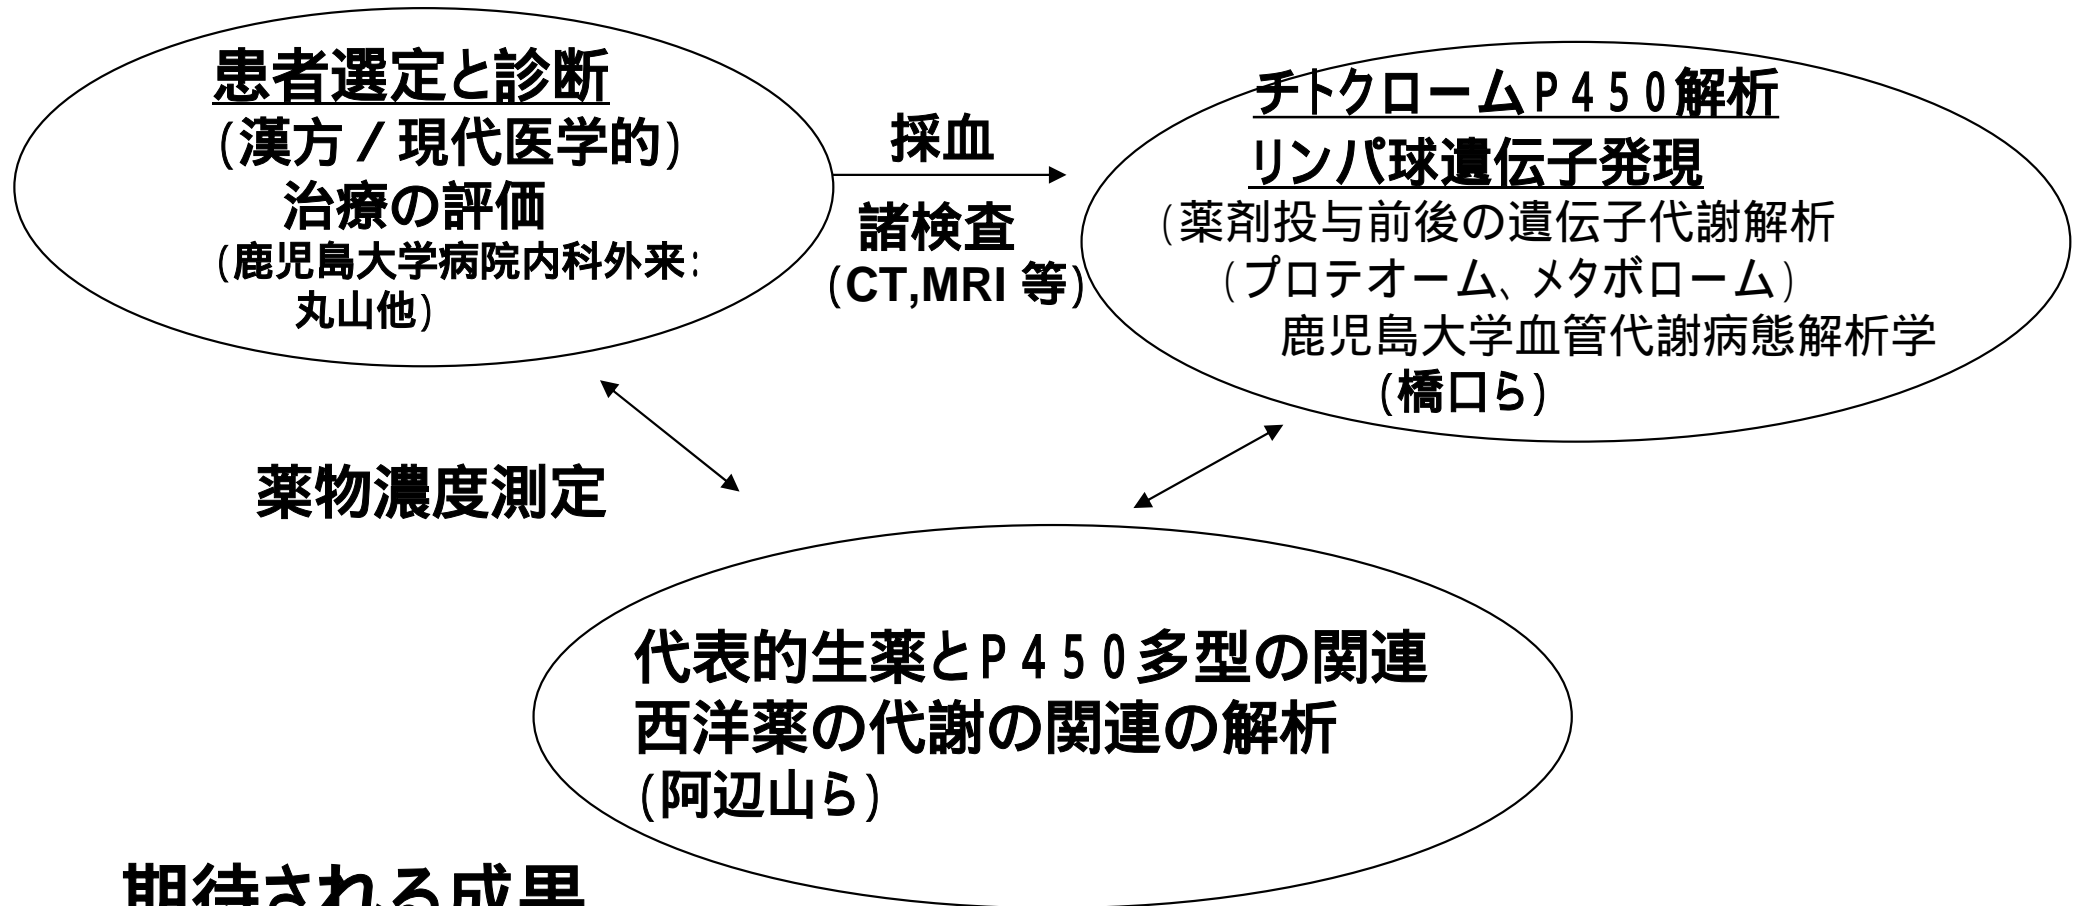 患者選定と診断
(漢方／現代医学的)
治療の評価
(鹿児島大学病院内科外来:
丸山他)
採血
諸検査
(CT,MRI 等)
チトクロームP450解析
リンパ球遺伝子発現
(薬剤投与前後の遺伝子代謝解析
(プロテオーム、メタボローム)
鹿児島大学血管代謝病態解析学
(橋口ら)
薬物濃度測定
代表的生薬とP450多型の関連
西洋薬の代謝の関連の解析
(阿辺山ら)
期待される成果